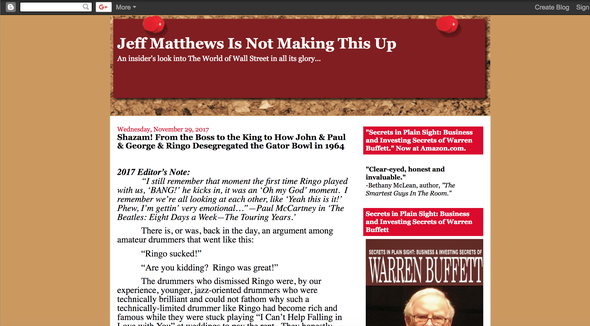 More
Create Blog Sign
Jeff Matthews Is Not Making This Up
An insider's look into The World of Wall Street in all its glory...
Wednesday, November 29, 2017
Shazam! From the Boss to the King to How John & Paul
& George & Ringo Desegregated the Gator Bowl in 1964
2017 Editor's Note:
"I still remember that moment the first time Ringo played
with us, 'BANG!' he kicks in, it was an 'Oh my God' moment. I
remember we're all looking at each other, like 'Yeah this is it!'
Phew, I'm gettin' very emotional…"—Paul McCartney in 'The
Beatles: Eight Days a Week—The Touring Years.'
There is, or was, back in the day, an argument among
amateur drummers that went like this:
"Ringo sucked!"
"Are you kidding? Ringo was great!"
The drummers who dismissed Ringo were, by our
experience, younger, jazz-oriented drummers who were
technically brilliant and could not fathom why such a
technically-limited drummer like Ringo had become rich and
famous while they were stuck playing "I Can't Help Falling in
Love with You" at weddings to pay the rent. They honestly
"Secrets in Plain Sight: Business
and Investing Secrets of Warren
Buffett." Now at Amazon.com.
"Clear-eyed, honest and
invaluable."
-Bethany McLean, author, "The
Smartest Guys In The Room."
Secrets in Plain Sight: Business
and Investing Secrets of Warren
Buffett
SECRETS IN PLAIN SIGHT: BUSINESS & INVESTING SECRETS OF
WARREN BUFFETT